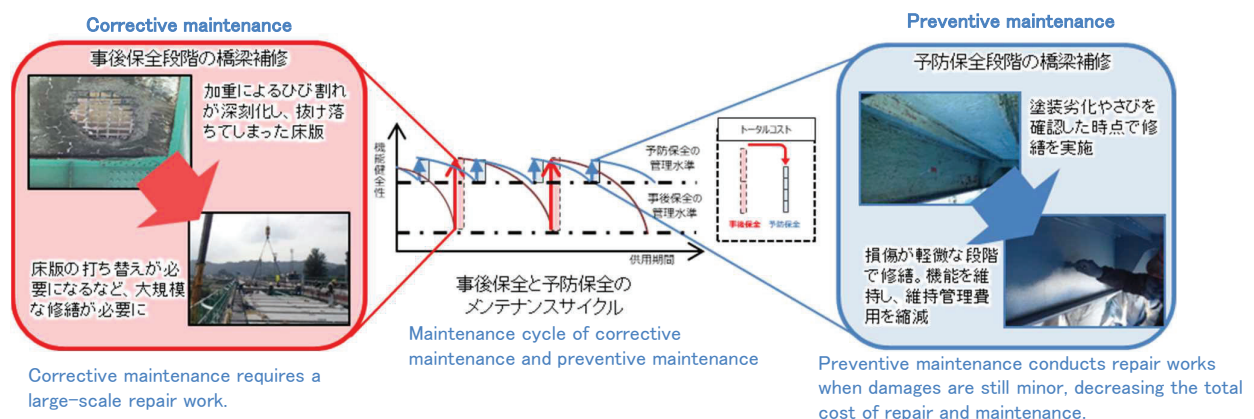 Corrective maintenance
事後保全段階の橋梁補修
加重によるひび割れ
が深刻化し、抜け落
ちてしまった床版
床版の打ち替えが必
要になるなど、大規模
な修繕が必要に
Corrective maintenance requires a
large-scale repair work.
機能健全性
予防保全の
管理水準
事後保全の
管理水準
供用期間
トータルコスト
事後保全 予防保全
事後保全と予防保全の
メンテナンスサイクル
Maintenance cycle of corrective
maintenance and preventive maintenance
Preventive maintenance
予防保全段階の橋梁補修
塗装劣化やさびを
確認した時点で修
繕を実施
損傷が軽微な段階
で修繕。機能を維
持し、維持管理費
用を縮減
Preventive maintenance conducts repair works
when damages are still minor, decreasing the total
cost of repair and maintenance.